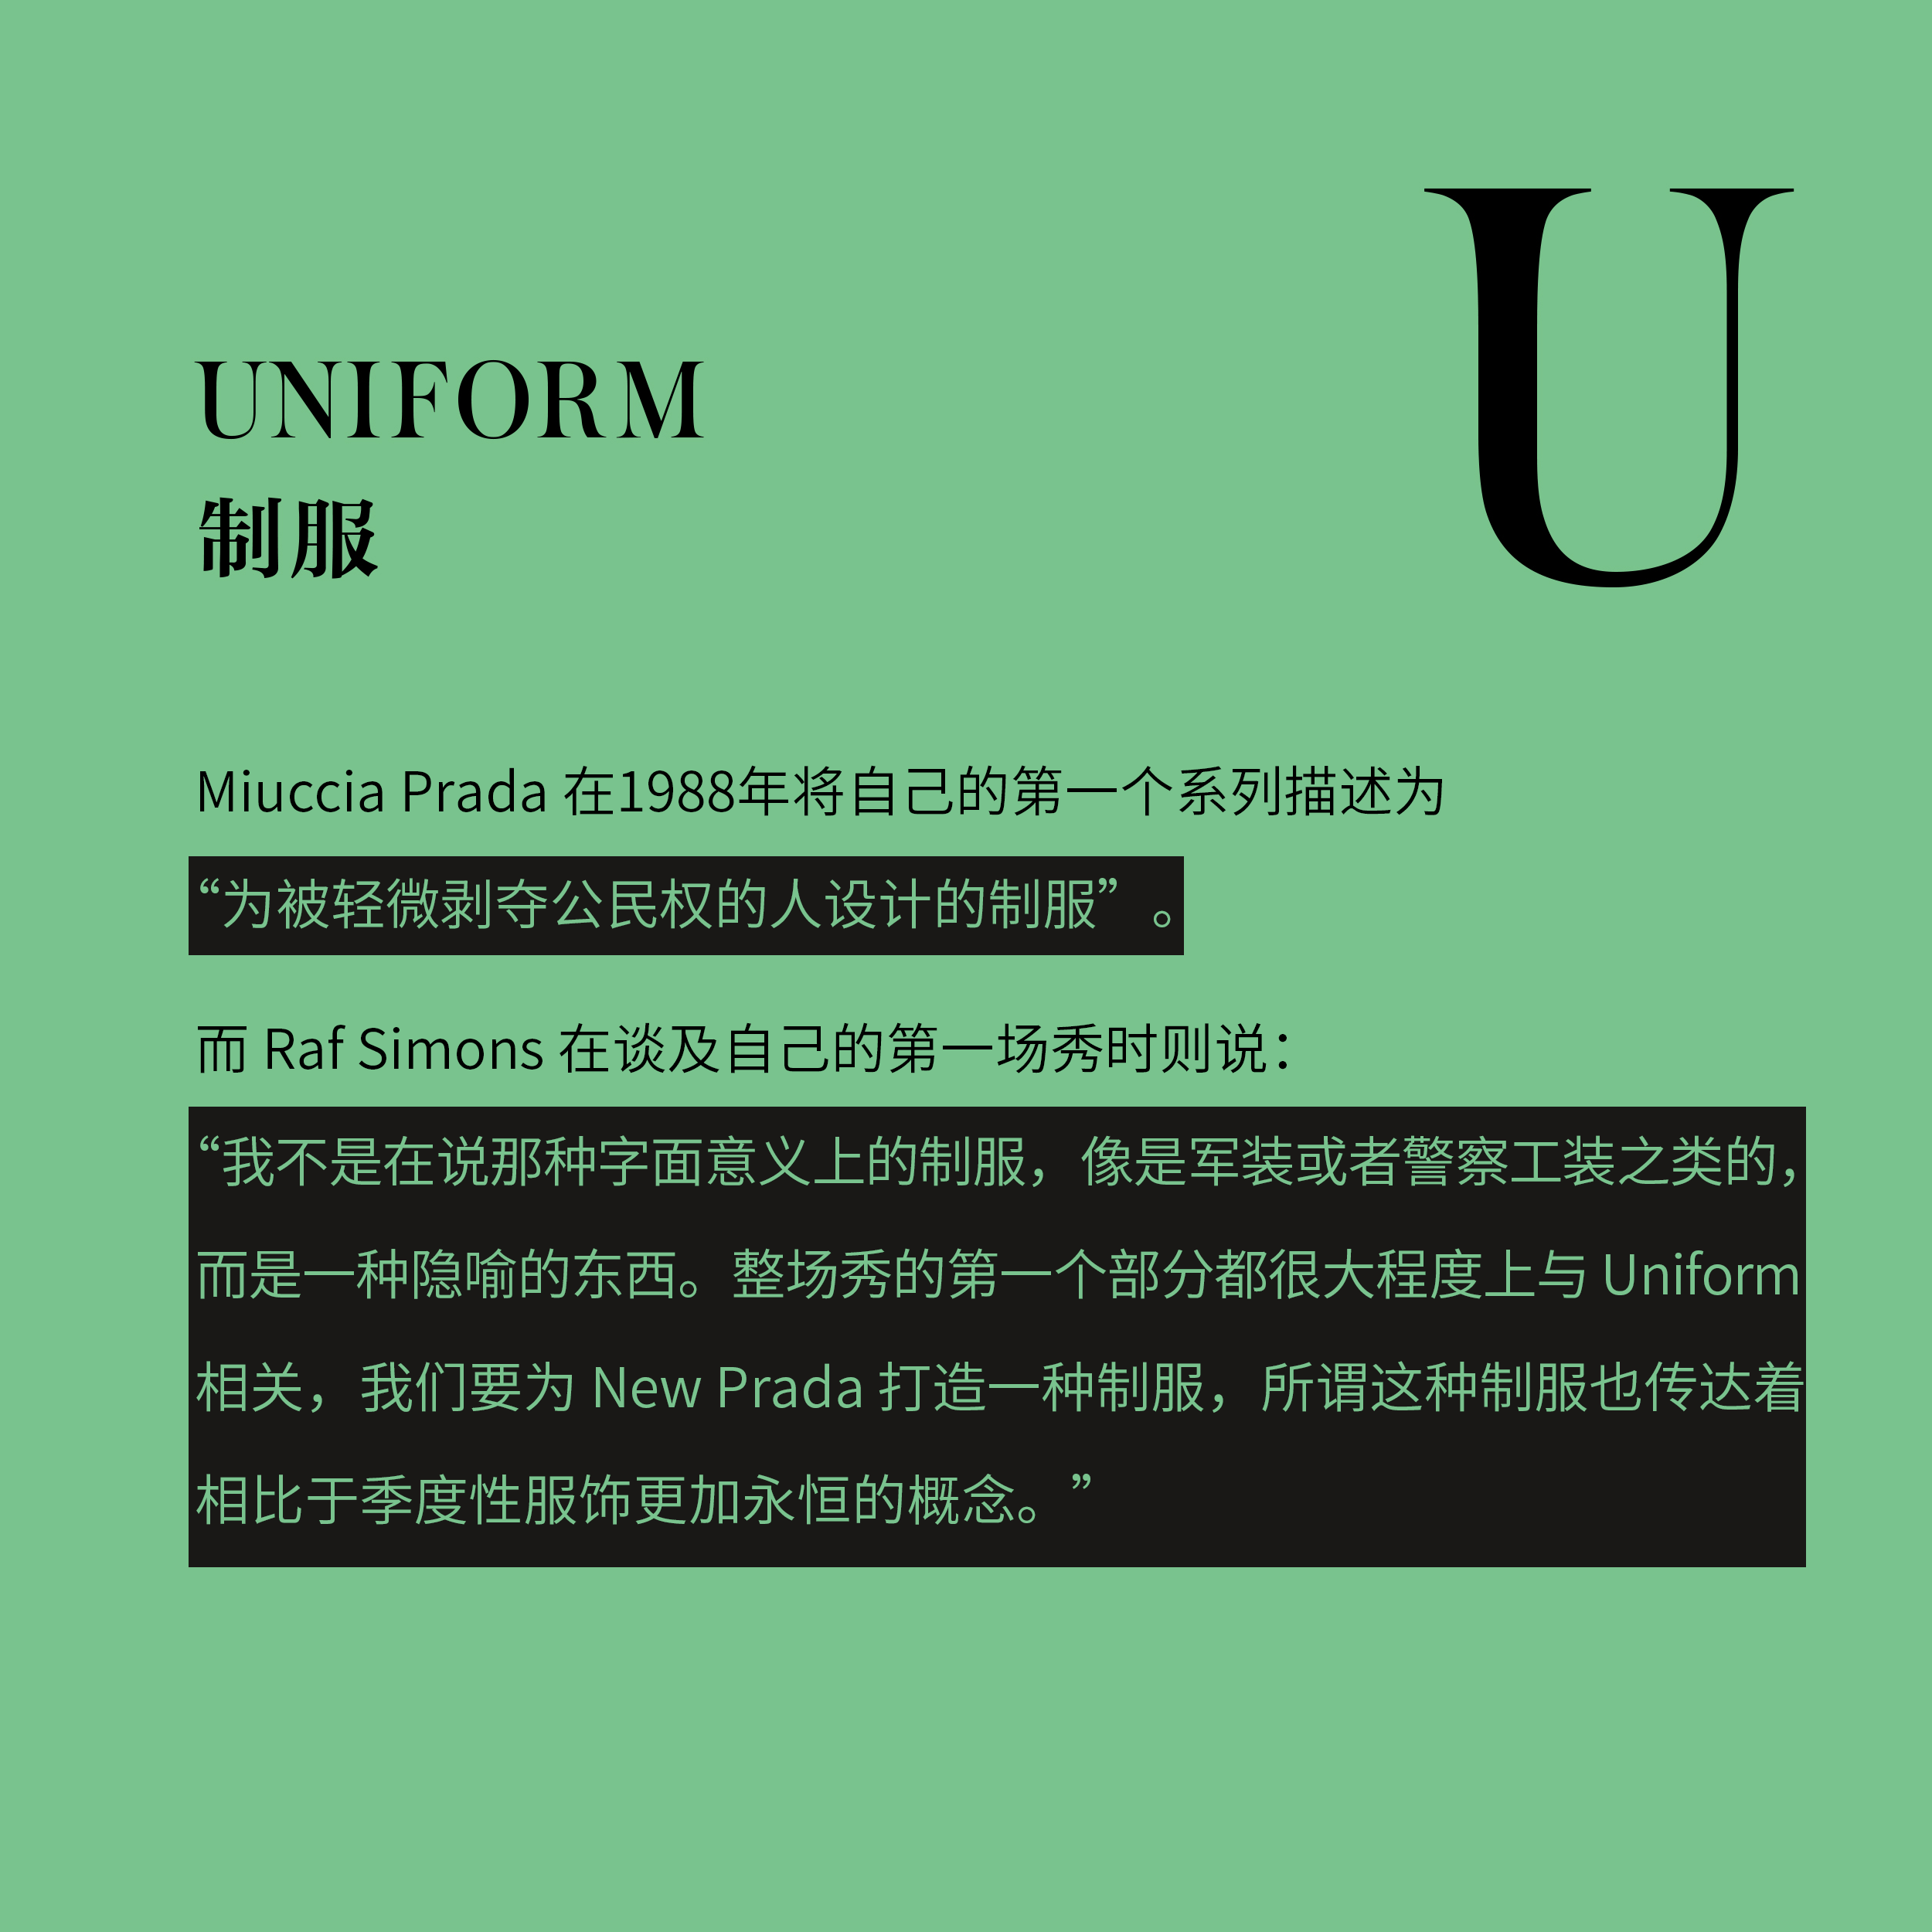 U
UNIFORM
制服
Miuccia Prada 在1988年将自己的第一个系列描述为
“为被轻微剥夺公民权的人设计的制服”。
而 Raf Simons 在谈及自己的第一场秀时则说：
“我不是在说那种字面意义上的制服，像是军装或者警察工装之类的，
而是一种隐喻的东西。整场秀的第一个部分都很大程度上与 Uniform
相关，我们要为 New Prada 打造一种制服，所谓这种制服也传达着
相比于季度性服饰更加永恒的概念。”